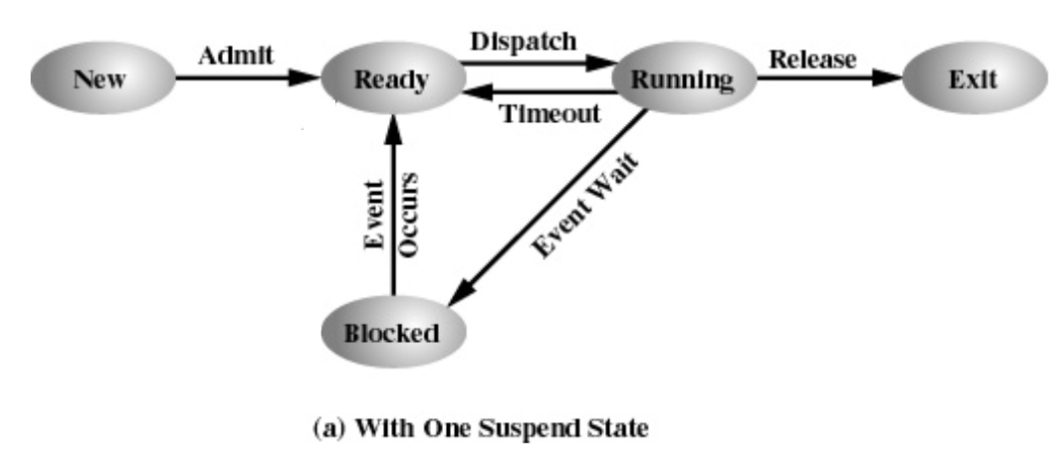 Admit
Dispatch
Release
New
Ready
Running
Exit
Timeout
Event
Occurs
Event Wait
Blocked
(a) With One Suspend State